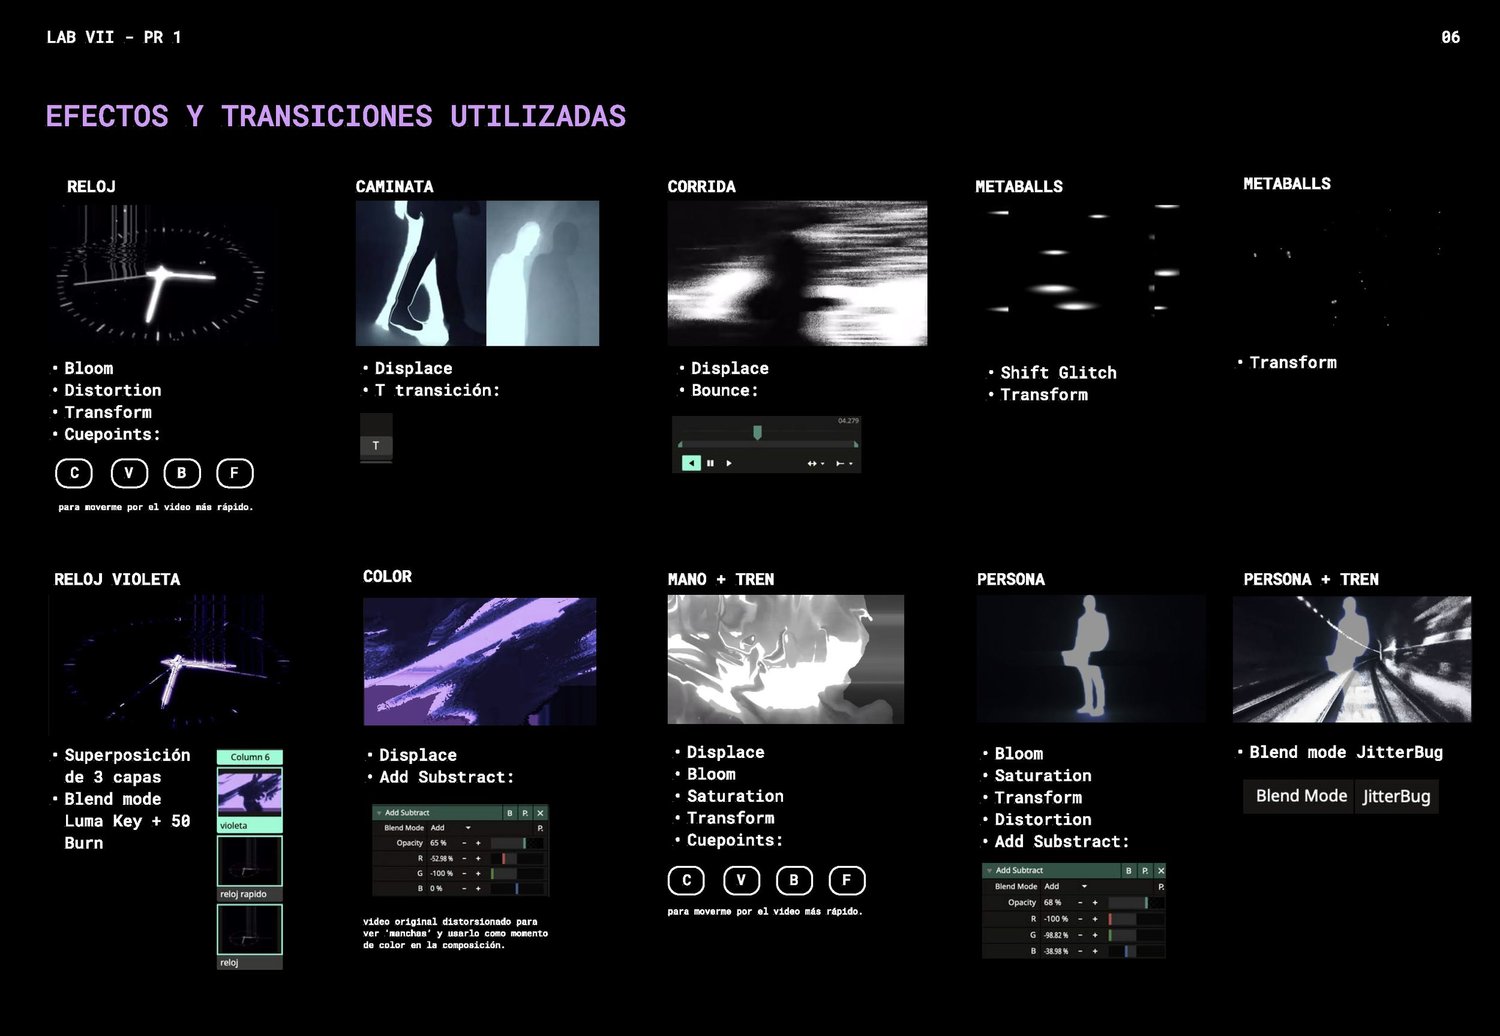 LAB VII - PR 1
06
EFECTOS Y TRANSICIONES UTILIZADAS
RELOJ
• Bloom
• Distortion
• Transform
• Cuepoints:
C V B F
para moverme por el video más rápido.
CAMINATA
• Displace
• T transición:
T
CORRIDA
• Displace
• Bounce:
04.279
METABALLS
• Shift Glitch
• Transform
METABALLS
• Transform
RELOJ VIOLETA
• Superposición
de 3 capas
• Blend mode
Luma Key + 50
Burn
Column 6
violeta
reloj rapido
reloj
COLOR
• Displace
• Add Substract:
Add Subtract B P. X
Blend Mode Add P.
Opacity 65 % - +
R -52.98 % - +
G -100 % - +
B 0 % - +
video original distorsionado para
ver 'manchas' y usarlo como momento
de color en la composición.
MANO + TREN
• Displace
• Bloom
• Saturation
• Transform
• Cuepoints:
C V B F
para moverme por el video más rápido.
PERSONA
• Bloom
• Saturation
• Transform
• Distortion
• Add Substract:
Add Subtract B P. X
Blend Mode Add P.
Opacity 68 % - +
R -100 % - +
G -98.82 % - +
B -38.98 % - +
PERSONA + TREN
• Blend mode JitterBug
Blend Mode JitterBug